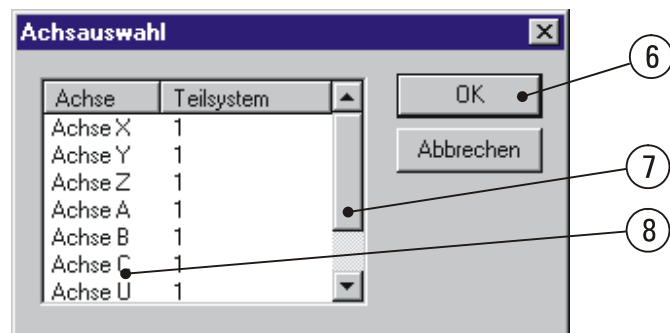 Achsauswahl
Achse Teilsystem
Achse X 1
Achse Y 1
Achse Z 1
Achse A 1
Achse B 1
Achse C 1
Achse U 1
OK
Abbrechen
6
7
8